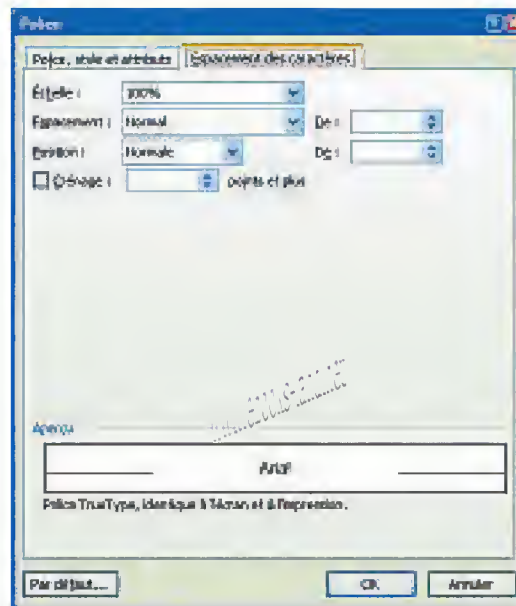 Police
Police, style et attributs Espacement des caractères
Échelle : 100%
Espacement : Normal De :
Position : Normale De :
Crénage : points et plus
Aperçu
Arial
Police TrueType, identique à l'écran et à l'impression.
Par défaut... OK Annuler